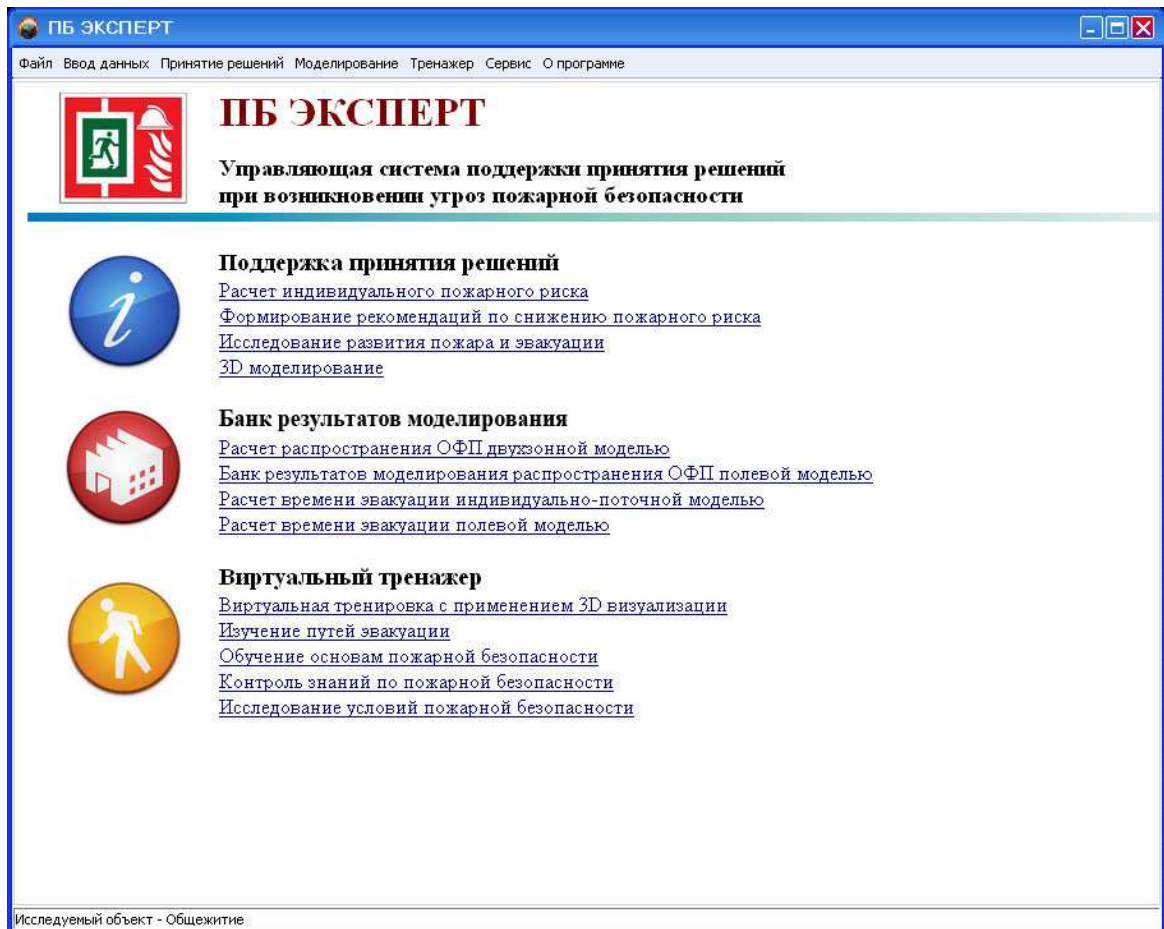 ПБ ЭКСПЕРТ
Файл Ввод данных Принятие решений Моделирование Тренажер Сервис О программе
ПБ ЭКСПЕРТ
Управляющая система поддержки принятия решений
при возникновении угроз пожарной безопасности
Поддержка принятия решений
Расчет индивидуального пожарного риска
Формирование рекомендаций по снижению пожарного риска
Исследование развития пожара и эвакуации
3D моделирование
Банк результатов моделирования
Расчет распространения ОФП двухзонной моделью
Банк результатов моделирования распространения ОФП полевой моделью
Расчет времени эвакуации индивидуально-поточной моделью
Расчет времени эвакуации полевой моделью
Виртуальный тренажер
Виртуальная тренировка с применением 3D визуализации
Изучение путей эвакуации
Обучение основам пожарной безопасности
Контроль знаний по пожарной безопасности
Исследование условий пожарной безопасности
Исследуемый объект - Общежитие